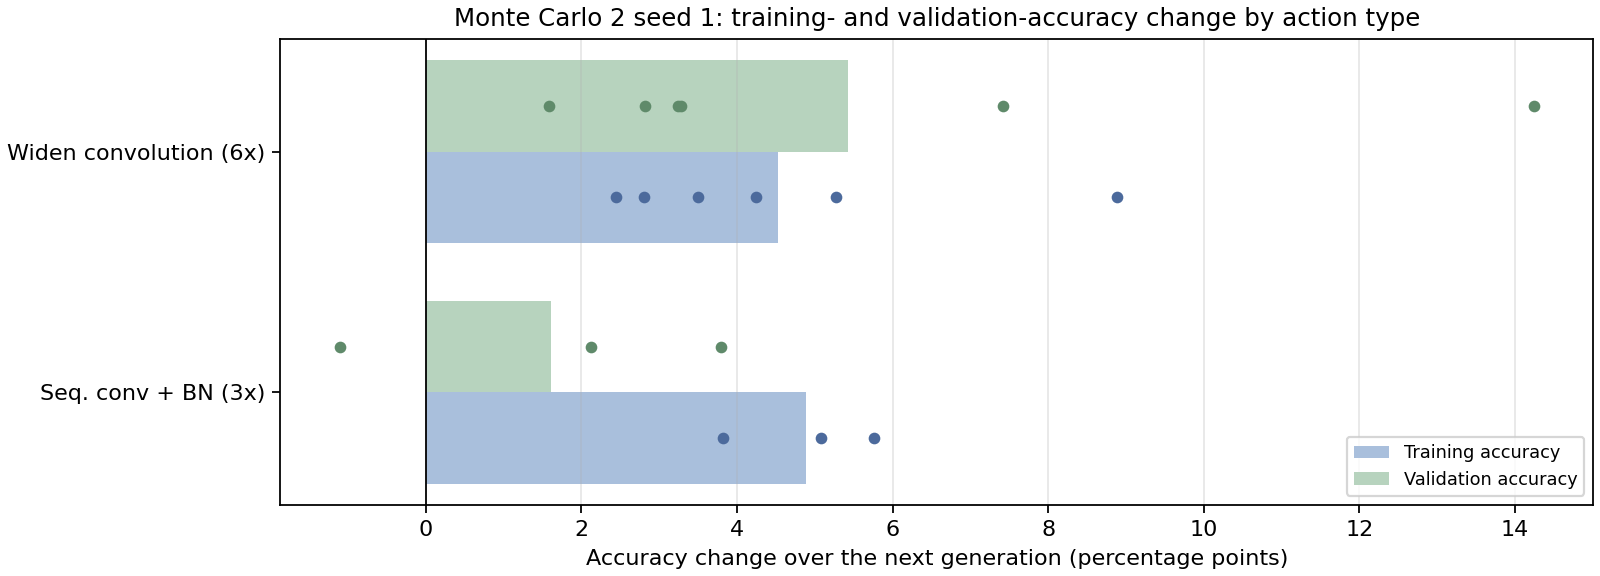 Monte Carlo 2 seed 1: training- and validation-accuracy change by action type
Widen convolution (6x)
Seq. conv + BN (3x)
Training accuracy
Validation accuracy
0 2 4 6 8 10 12 14
Accuracy change over the next generation (percentage points)